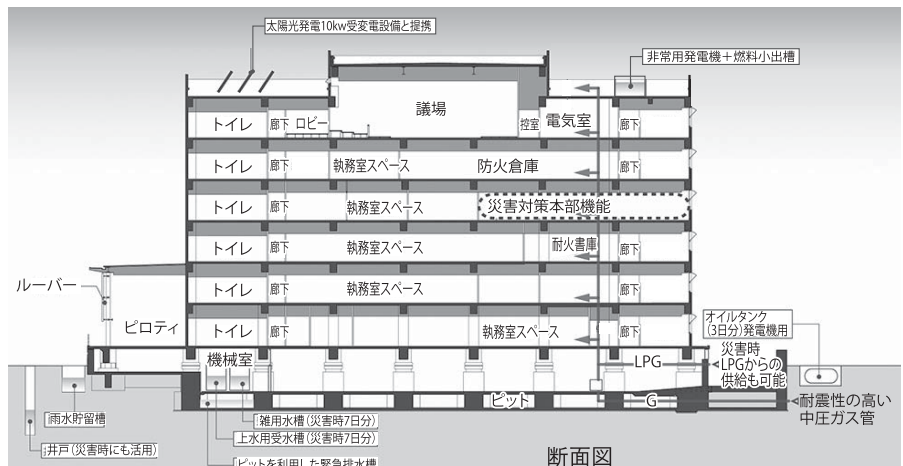 太陽光発電10kw受変電設備と提携
非常用発電機＋燃料小出槽
議場
トイレ 廊下 ロビー 控室 電気室 廊下
トイレ 廊下 執務室スペース 防火倉庫 廊下
トイレ 廊下 執務室スペース 災害対策本部機能
トイレ 廊下 執務室スペース 耐火書庫 廊下
ルーバー
トイレ 廊下 執務室スペース 廊下
ピロティ
トイレ 廊下 執務室スペース 廊下
オイルタンク
(3日分)発電機用
機械室
LPG
災害時
LPGからの
供給も可能
ピット
G
耐震性の高い
中圧ガス管
雨水貯留槽
雑用水槽(災害時7日分)
上水用受水槽(災害時7日分)
井戸(災害時にも活用)
ピットを利用した緊急排水槽
断面図